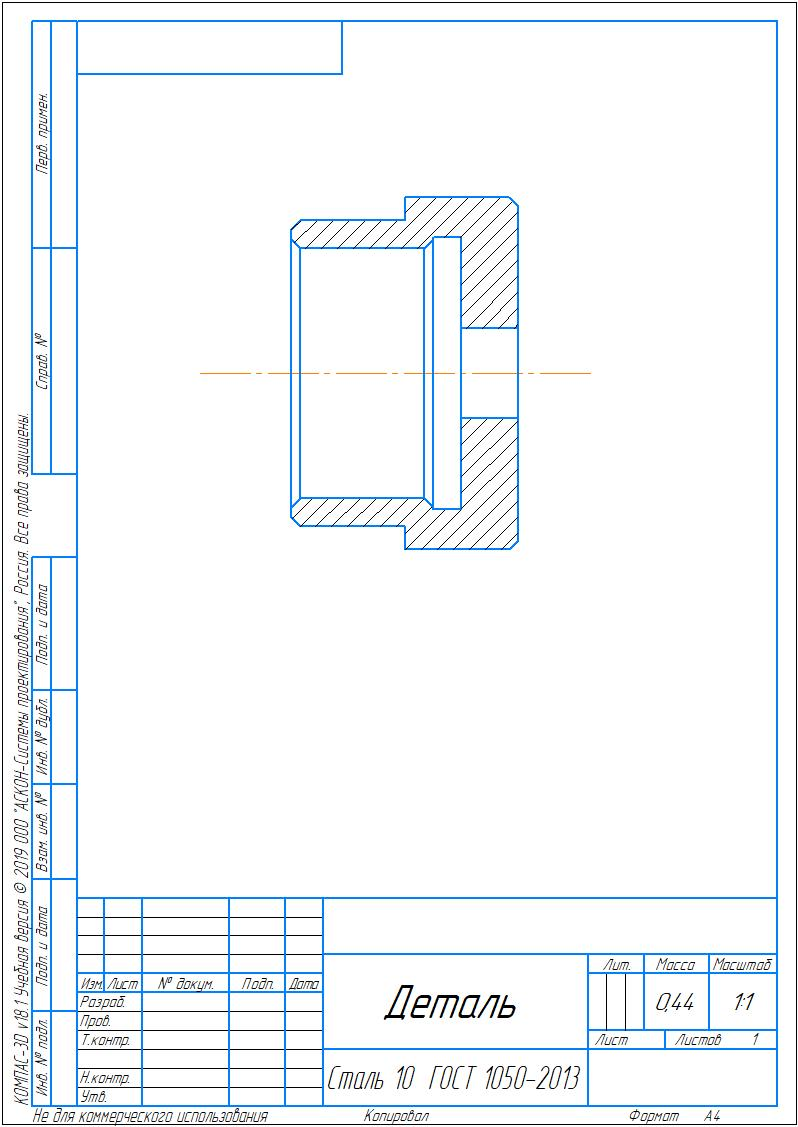 Перв. примен.
Справ. №
Подп. и дата
Инв. № дубл.
Взам. инв. №
Подп. и дата
Инв. № подл.
КОМПАС-3D v18.1 Учебная версия © 2019 ООО "АСКОН-Системы проектирования", Россия. Все права защищены.
Изм. Лист № докум. Подп. Дата
Разраб.
Пров.
Т.контр.
Н.контр.
Утв.
Деталь
Сталь 10 ГОСТ 1050-2013
Лит. Масса Масштаб
0,44 1:1
Лист Листов 1
Не для коммерческого использования Копировал Формат А4